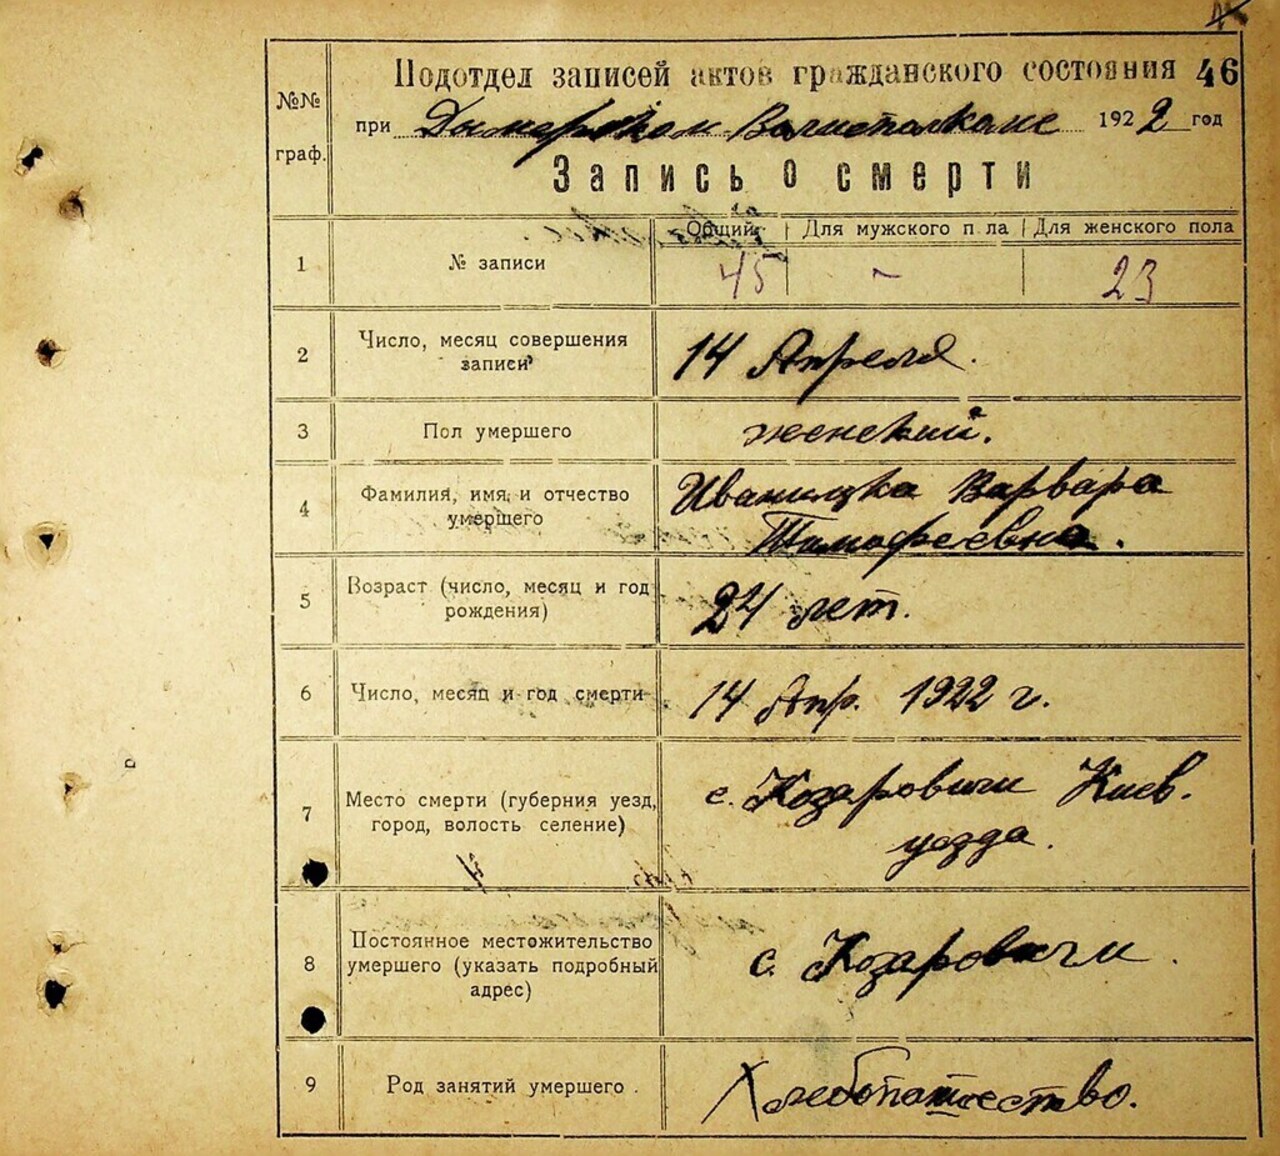 Подотдел записей актов гражданского состояния 46
при Дымерском Волисполкоме 1922 год
Запись о смерти
№№ граф.
Общий Для мужского п ла Для женского пола
1 № записи 45 - 23
2 Число, месяц совершения записи 14 Апреля.
3 Пол умершего женский.
4 Фамилия, имя, и отчество умершего Иваницка Варвара
Тимофеевна.
5 Возраст (число, месяц и год рождения) 24 лет.
6 Число, месяц и год смерти 14 Апр. 1922 г.
7 Место смерти (губерния уезд, город, волость селение) с. Козаровичи Киев.
уезда.
8 Постоянное местожительство умершего (указать подробный адрес) с. Козаровичи.
9 Род занятий умершего. Хлебопашество.